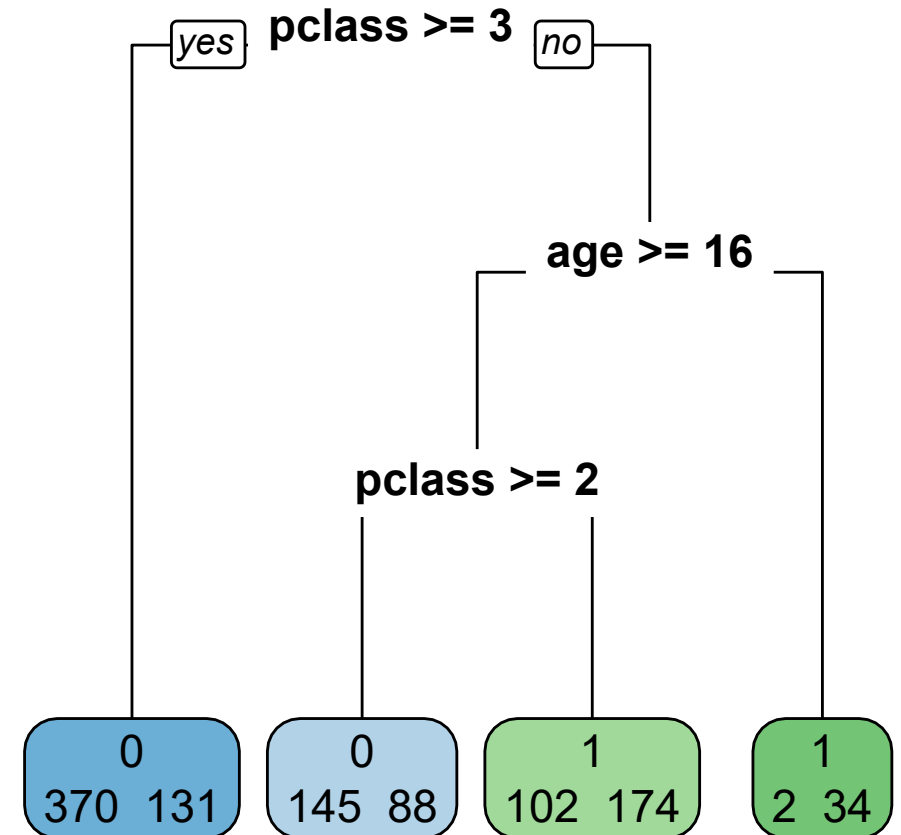 yes pclass >= 3 no
age >= 16
pclass >= 2
0 0 1 1
370 131 145 88 102 174 2 34